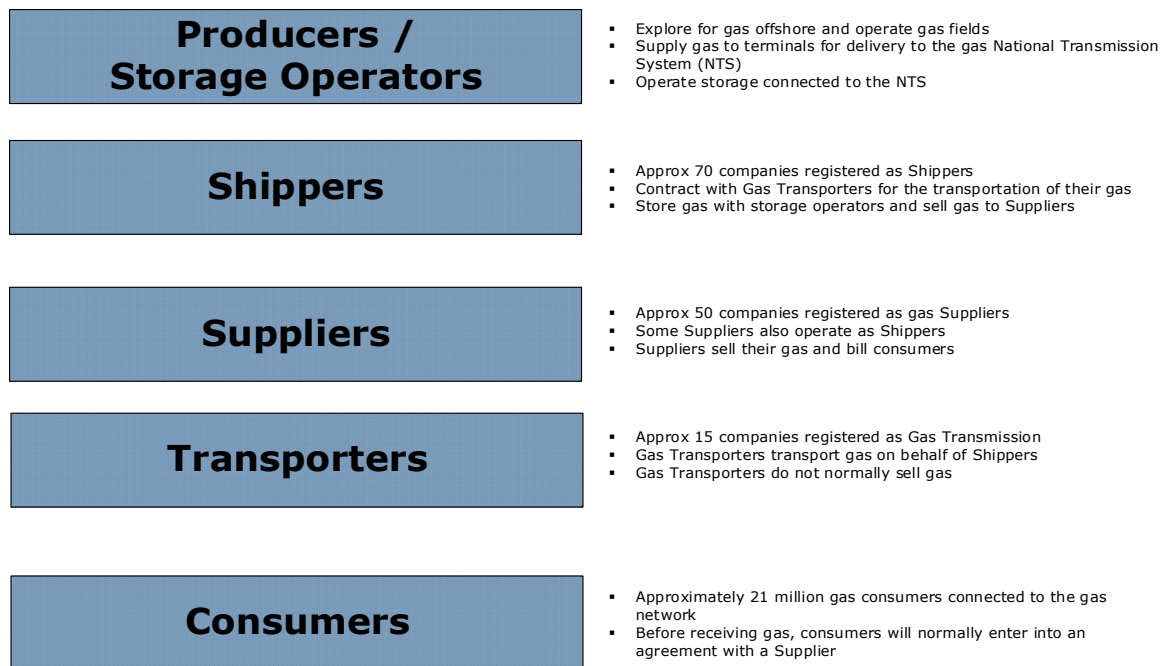 Producers /
Storage Operators
▪ Explore for gas offshore and operate gas fields
▪ Supply gas to terminals for delivery to the gas National Transmission
System (NTS)
▪ Operate storage connected to the NTS
Shippers
▪ Approx 70 companies registered as Shippers
▪ Contract with Gas Transporters for the transportation of their gas
▪ Store gas with storage operators and sell gas to Suppliers
Suppliers
▪ Approx 50 companies registered as gas Suppliers
▪ Some Suppliers also operate as Shippers
▪ Suppliers sell their gas and bill consumers
Transporters
▪ Approx 15 companies registered as Gas Transmission
▪ Gas Transporters transport gas on behalf of Shippers
▪ Gas Transporters do not normally sell gas
Consumers
▪ Approximately 21 million gas consumers connected to the gas
network
▪ Before receiving gas, consumers will normally enter into an
agreement with a Supplier